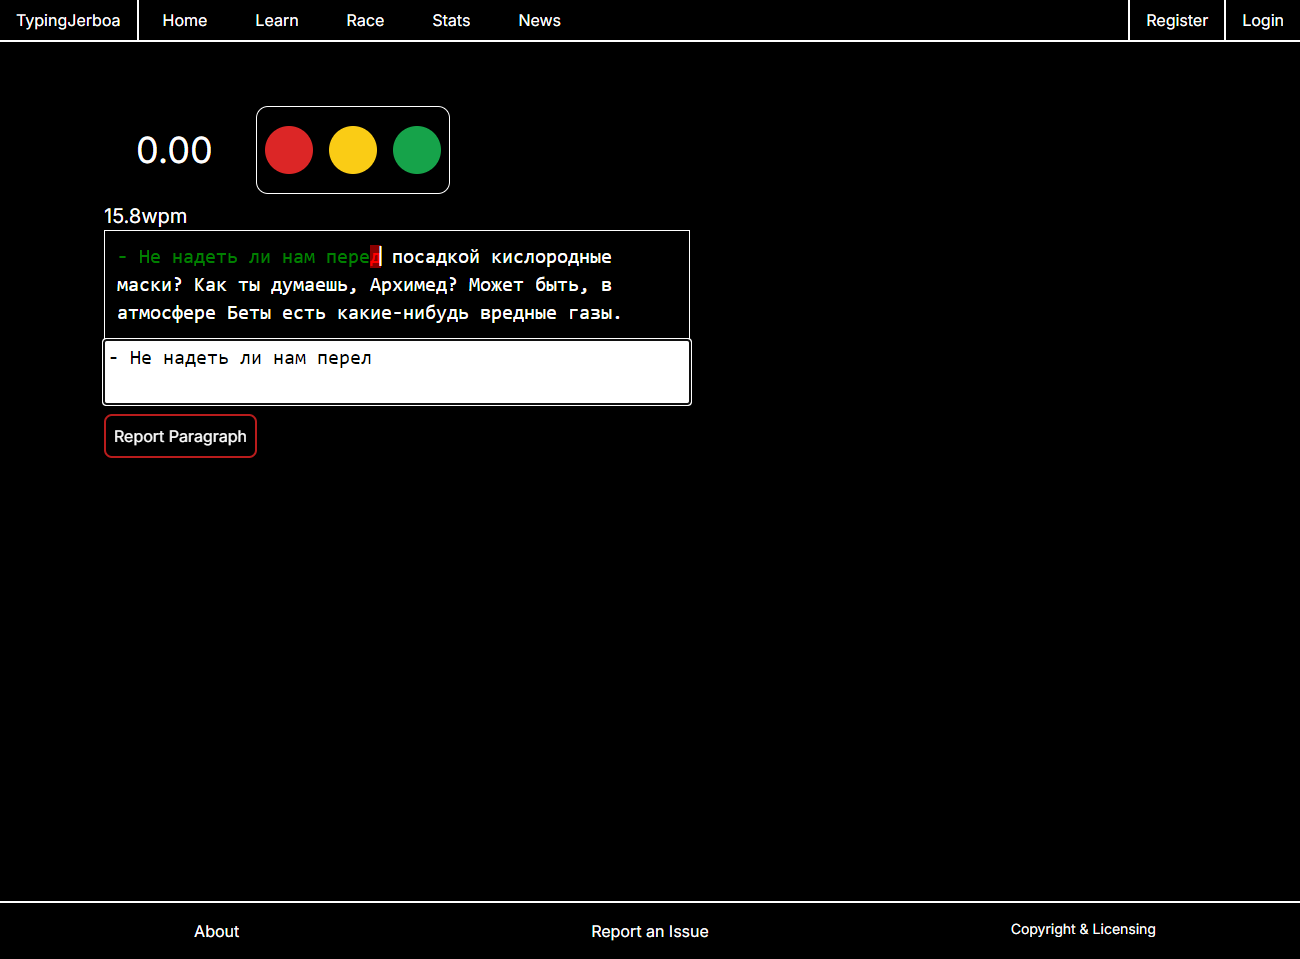 TypingJerboa Home Learn Race Stats News Register Login
0.00
15.8wpm
- Не надеть ли нам перед посадкой кислородные
маски? Как ты думаешь, Архимед? Может быть, в
атмосфере Беты есть какие-нибудь вредные газы.
- Не надеть ли нам перел
Report Paragraph
About Report an Issue Copyright & Licensing